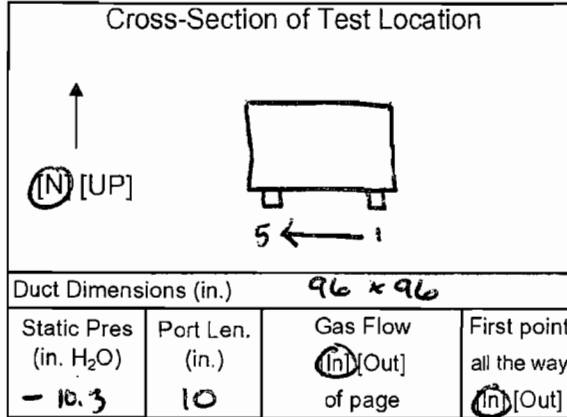 Cross-Section of Test Location
[N] [UP]
5 ← 1
Duct Dimensions (in.) 96 x 96
Static Pres
(in. H₂O)
- 10.3
Port Len.
(in.)
10
Gas Flow
[In] [Out]
of page
First point
all the way
[In] [Out]